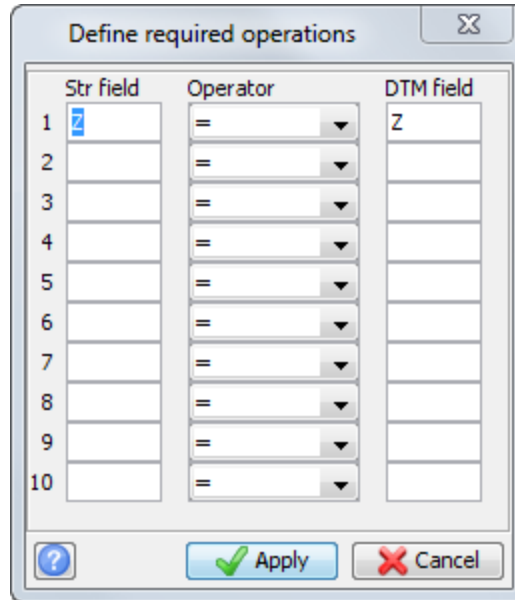 Define required operations
Str field Operator DTM field
1 Z = Z
2 =
3 =
4 =
5 =
6 =
7 =
8 =
9 =
10 =
? Apply Cancel